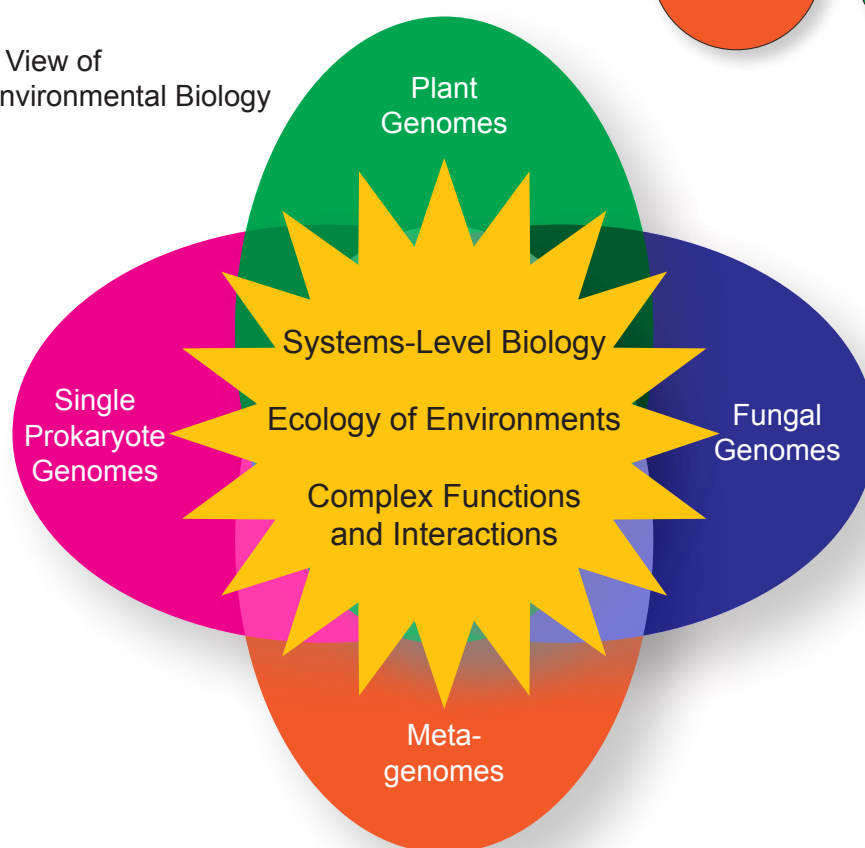 View of
nvironmental Biology
Plant
Genomes
Systems-Level Biology
Single
Prokaryote
Genomes
Ecology of Environments
Fungal
Genomes
Complex Functions
and Interactions
Meta-
genomes